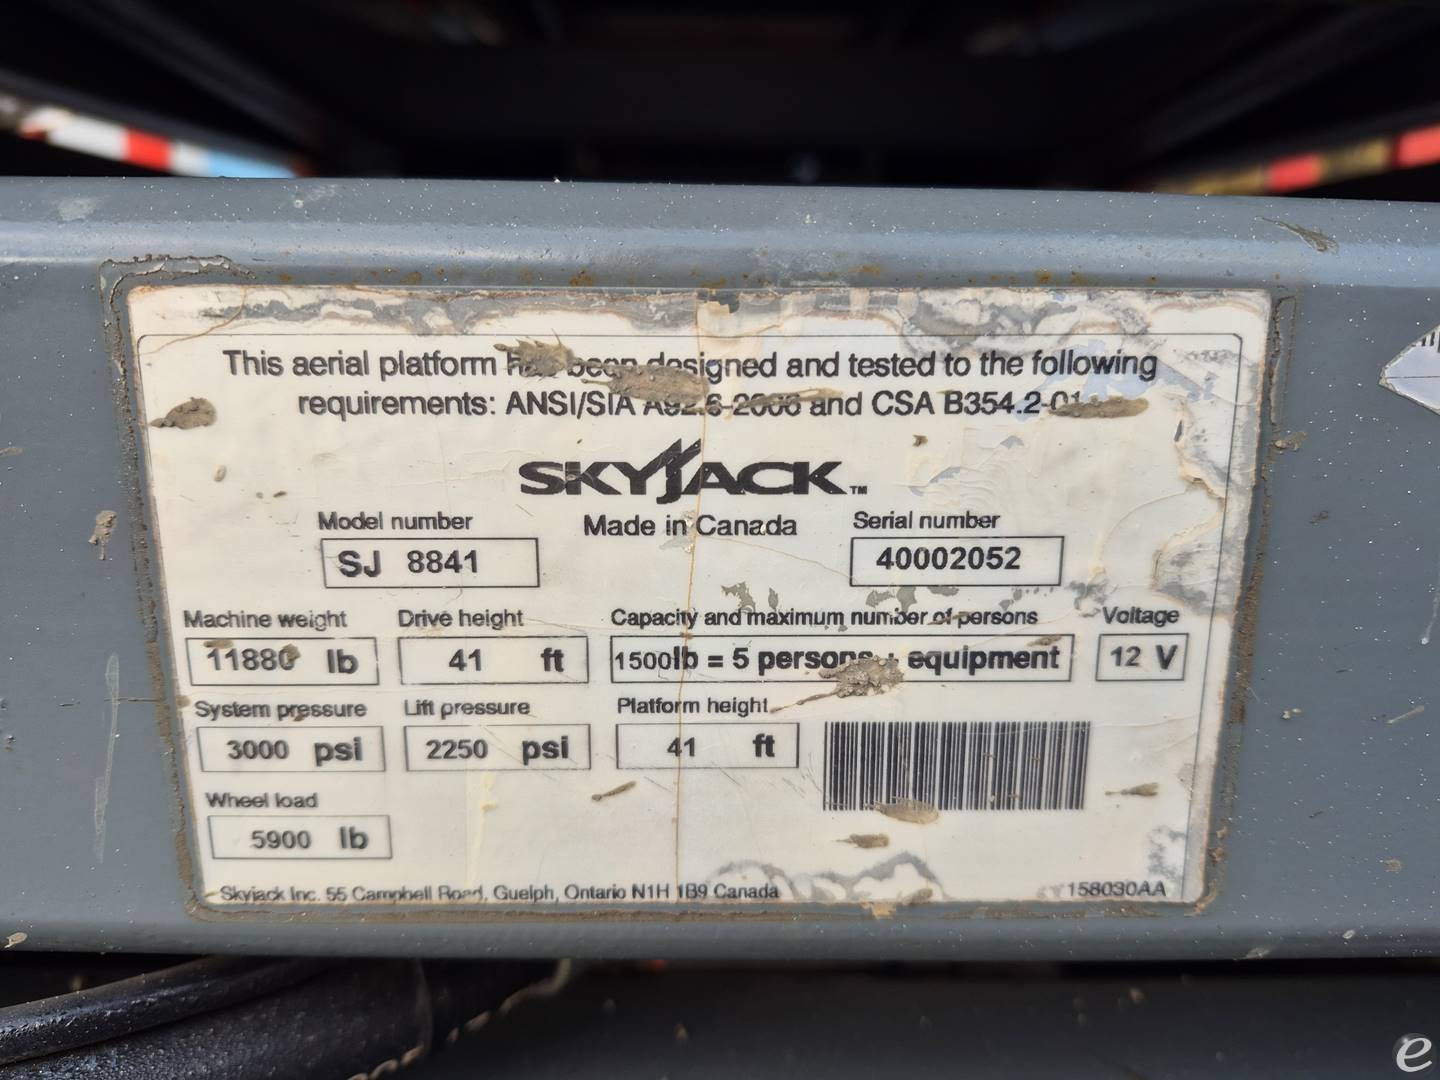 This aerial platform has been designed and tested to the following
requirements: ANSI/SIA A92.6-2006 and CSA B354.2-01
SKYJACK™
Model number
Made in Canada
Serial number
SJ 8841
40002052
Machine weight
Drive height
Capacity and maximum number of persons
Voltage
11880 lb
41 ft
1500lb = 5 persons + equipment
12 V
System pressure
Lift pressure
Platform height
3000 psi
2250 psi
41 ft
Wheel load
5900 lb
Skyjack Inc. 55 Campbell Road, Guelph, Ontario N1H 1B9 Canada
158030AA
e